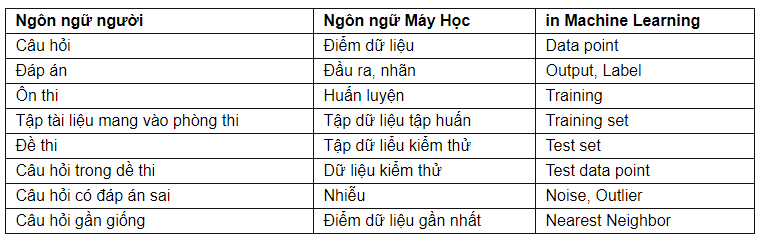 Ngôn ngữ người Ngôn ngữ Máy Học in Machine Learning
Câu hỏi Điểm dữ liệu Data point
Đáp án Đầu ra, nhãn Output, Label
Ôn thi Huấn luyện Training
Tập tài liệu mang vào phòng thi Tập dữ liệu tập huấn Training set
Đề thi Tập dữ liểu kiểm thử Test set
Câu hỏi trong dề thi Dữ liệu kiểm thử Test data point
Câu hỏi có đáp án sai Nhiễu Noise, Outlier
Câu hỏi gần giống Điểm dữ liệu gần nhất Nearest Neighbor